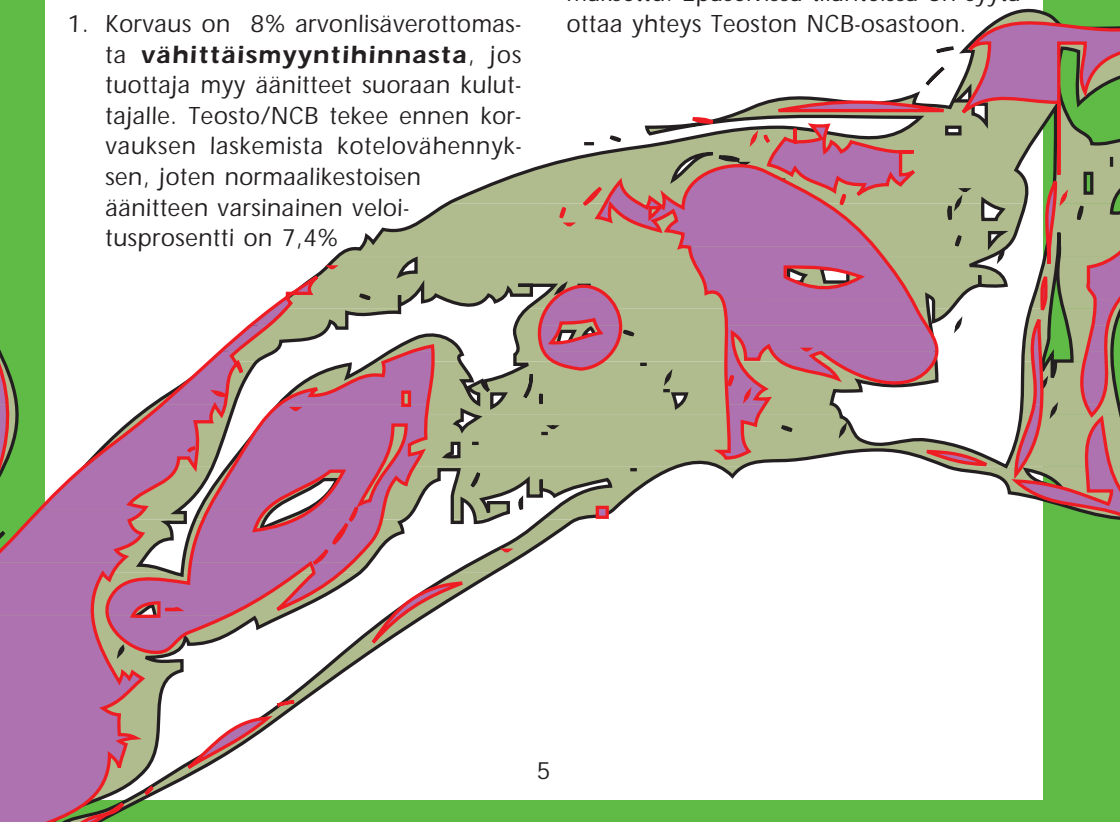 1. Korvaus on 8% arvonlisäverottomas-
ta vähittäismyyntihinnasta, jos
tuottaja myy äänitteet suoraan kulut-
tajalle. Teosto/NCB tekee ennen kor-
vauksen laskemista kotelovähennyk-
sen, joten normaalikestoisen
äänitteen varsinainen veloi-
tusprosentti on 7,4%
ottaa yhteys Teoston NCB-osastoon.
5